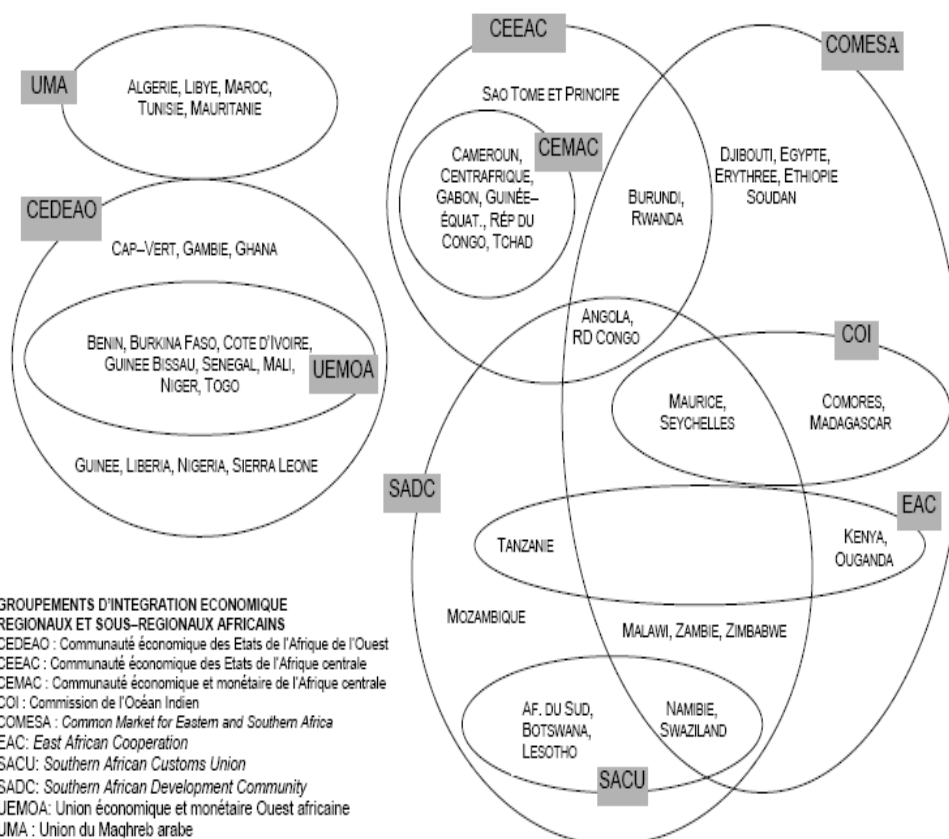 UMA
ALGERIE, LIBYE, MAROC,
TUNISIE, MAURITANIE
CEDEAO
CAP–VERT, GAMBIE, GHANA
BENIN, BURKINA FASO, COTE D'IVOIRE,
GUINEE BISSAU, SENEGAL, MALI,
NIGER, TOGO
UEMOA
GUINEE, LIBERIA, NIGERIA, SIERRA LEONE
CEEAC
SAO TOME ET PRINCIPE
CEMAC
CAMEROUN,
CENTRAFRIQUE,
GABON, GUINÉE–
ÉQUAT., RÉP DU
CONGO, TCHAD
BURUNDI,
RWANDA
COMESA
DJIBOUTI, EGYPTE,
ERYTHREE, ETHIOPIE
SOUDAN
ANGOLA,
RD CONGO
COI
MAURICE,
SEYCHELLES
COMORES,
MADAGASCAR
SADC
EAC
TANZANIE
KENYA,
OUGANDA
MOZAMBIQUE
MALAWI, ZAMBIE, ZIMBABWE
AF. DU SUD,
BOTSWANA,
LESOTHO
NAMIBIE,
SWAZILAND
SACU
GROUPEMENTS D'INTEGRATION ECONOMIQUE
REGIONAUX ET SOUS–REGIONAUX AFRICAINS
CEDEAO : Communauté économique des Etats de l'Afrique de l'Ouest
CEEAC : Communauté économique des Etats de l'Afrique centrale
CEMAC : Communauté économique et monétaire de l'Afrique centrale
COI : Commission de l'Océan Indien
COMESA : Common Market for Eastern and Southern Africa
EAC: East African Cooperation
SACU: Southern African Customs Union
SADC: Southern African Development Community
UEMOA: Union économique et monétaire Ouest africaine
UMA : Union du Maghreb arabe